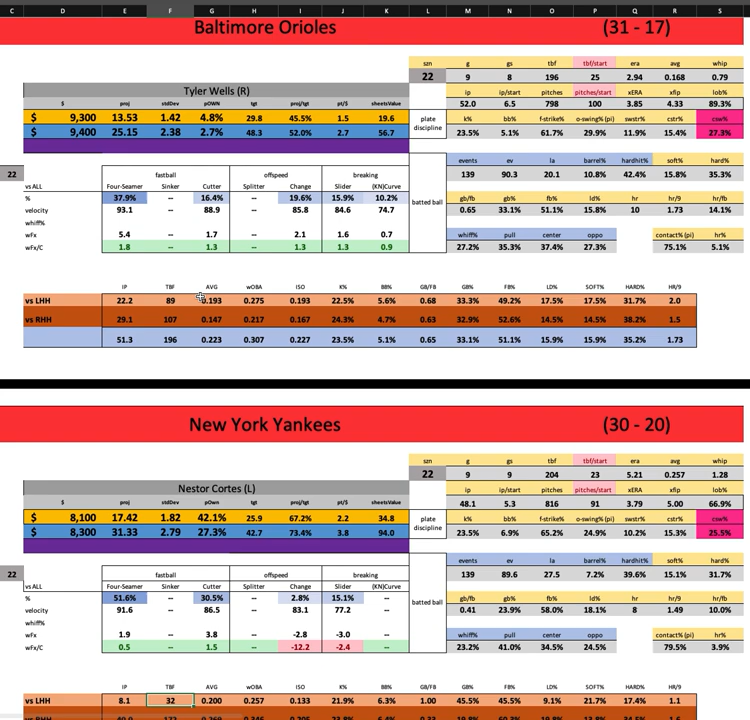 C D E F G H I J K L M N O P Q R S
Baltimore Orioles (31 - 17)
szn g gs tbf tbf/start era avg whip
22 9 8 196 25 2.94 0.168 0.79
ip ip/start pitches pitches/start xERA xfip lob%
Tyler Wells (R) 52.0 6.5 798 100 3.85 4.33 89.3%
$ proj stdDev pOWN tgt proj/tgt pt/$ sheetsValue
plate discipline k% bb% f-strike% o-swing% (pi) swstr% cstr% csw%
$ 9,300 13.53 1.42 4.8% 29.8 45.5% 1.5 19.6
$ 9,400 25.15 2.38 2.7% 48.3 52.0% 2.7 56.7
23.5% 5.1% 61.7% 29.9% 11.9% 15.4% 27.3%
events ev la barrel% hardhit% soft% hard%
22 fastball offspeed breaking
139 90.3 20.1 10.8% 42.4% 15.8% 35.3%
vs ALL Four-Seamer Sinker Cutter Splitter Change Slider (KN)Curve
batted ball gb/fb gb% fb% ld% hr hr/9 hr/fb
% 37.9% -- 16.4% -- 19.6% 15.9% 10.2%
velocity 93.1 -- 88.9 -- 85.8 84.6 74.7
0.65 33.1% 51.1% 15.8% 10 1.73 14.1%
whiff%
wFx 5.4 -- 1.7 -- 2.1 1.6 0.7
whiff% pull center oppo contact% (pi) hr%
wFx/C 1.8 -- 1.3 -- 1.3 1.3 0.9
27.2% 35.3% 37.4% 27.3% 75.1% 5.1%
IP TBF AVG wOBA ISO K% BB% GB/FB GB% FB% LD% SOFT% HARD% HR/9
vs LHH 22.2 89 0.193 0.275 0.193 22.5% 5.6% 0.68 33.3% 49.2% 17.5% 17.5% 31.7% 2.0
vs RHH 29.1 107 0.147 0.217 0.167 24.3% 4.7% 0.63 32.9% 52.6% 14.5% 14.5% 38.2% 1.5
51.3 196 0.223 0.307 0.227 23.5% 5.1% 0.65 33.1% 51.1% 15.9% 15.9% 35.2% 1.73
New York Yankees (30 - 20)
szn g gs tbf tbf/start era avg whip
22 9 9 204 23 5.21 0.257 1.28
ip ip/start pitches pitches/start xERA xfip lob%
Nestor Cortes (L) 48.1 5.3 816 91 3.79 5.00 66.9%
$ proj stdDev pOwn tgt proj/tgt pt/$ sheetsValue
plate discipline k% bb% f-strike% o-swing% (pi) swstr% cstr% csw%
$ 8,100 17.42 1.82 42.1% 25.9 67.2% 2.2 34.8
$ 8,300 31.33 2.79 27.3% 42.7 73.4% 3.8 94.0
23.5% 6.9% 65.2% 24.9% 10.2% 15.3% 25.5%
events ev la barrel% hardhit% soft% hard%
22 fastball offspeed breaking
139 89.6 27.5 7.2% 39.6% 15.1% 31.7%
vs ALL Four-Seamer Sinker Cutter Splitter Change Slider (KN)Curve
batted ball gb/fb gb% fb% ld% hr hr/9 hr/fb
% 51.6% -- 30.5% -- 2.8% 15.1% --
velocity 91.6 -- 86.5 -- 83.1 77.2 --
0.41 23.9% 58.0% 18.1% 8 1.49 10.0%
whiff%
wFx 1.9 -- 3.8 -- -2.8 -3.0 --
whiff% pull center oppo contact% (pi) hr%
wFx/C 0.5 -- 1.5 -- -12.2 -2.4 --
23.2% 41.0% 34.5% 24.5% 79.5% 3.9%
IP TBF AVG wOBA ISO K% BB% GB/FB GB% FB% LD% SOFT% HARD% HR/9
vs LHH 8.1 32 0.200 0.257 0.133 21.9% 6.3% 1.00 45.5% 45.5% 9.1% 21.7% 17.4% 1.1